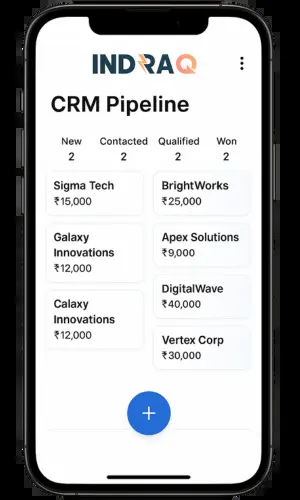 INDRAQ
CRM Pipeline
New Contacted Qualified Won
2 2 2 2
Sigma Tech
₹15,000
Galaxy
Innovations
₹12,000
Calaxy
Innovations
₹12,000
BrightWorks
₹25,000
Apex Solutions
₹9,000
DigitalWave
₹40,000
Vertex Corp
₹30,000
+